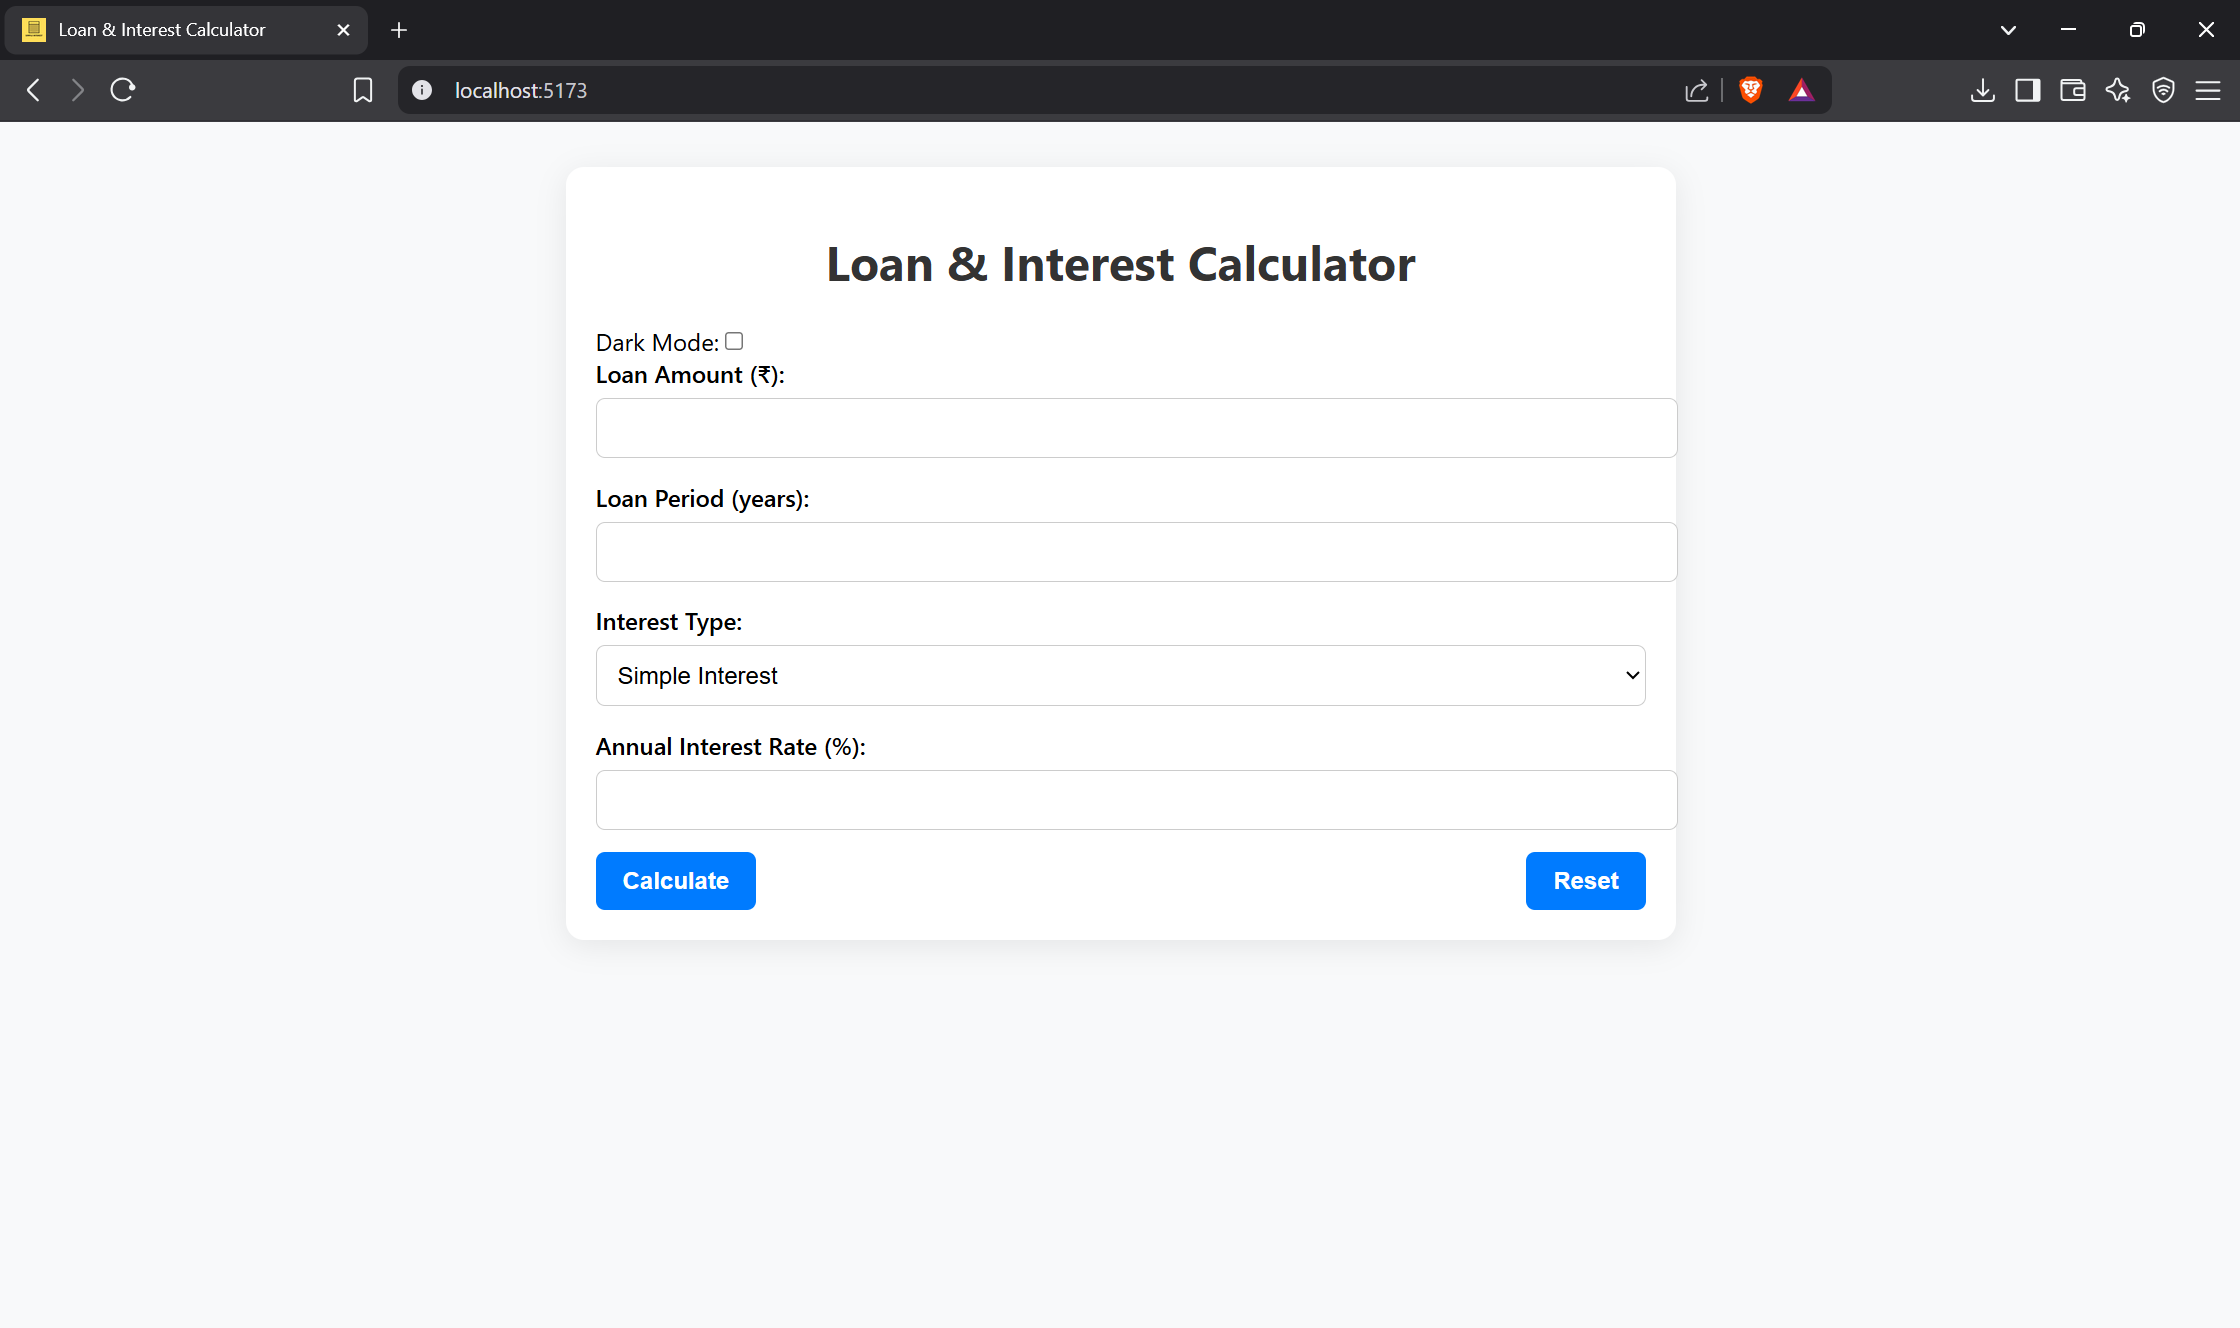 Loan & Interest Calculator
localhost:5173
Loan & Interest Calculator
Dark Mode:
Loan Amount (₹):
Loan Period (years):
Interest Type:
Simple Interest
Annual Interest Rate (%):
Calculate Reset